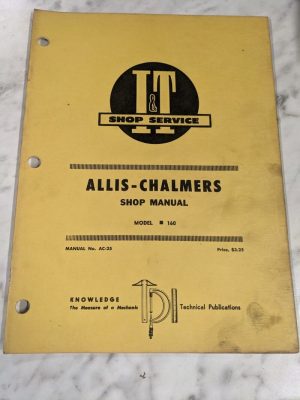 I&T
SHOP SERVICE
ALLIS-CHALMERS
SHOP MANUAL
MODEL ■ 160
MANUAL No. AC-25 Price, $3.25
KNOWLEDGE
The Measure of a Mechanic
TP
Technical Publications